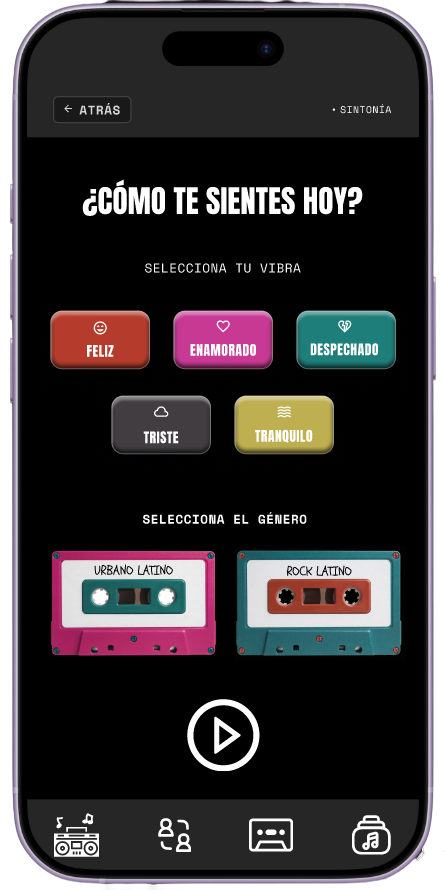 ← ATRÁS
• SINTONÍA
¿CÓMO TE SIENTES HOY?
SELECCIONA TU VIBRA
FELIZ
ENAMORADO
DESPECHADO
TRISTE
TRANQUILO
SELECCIONA EL GÉNERO
URBANO LATINO
ROCK LATINO